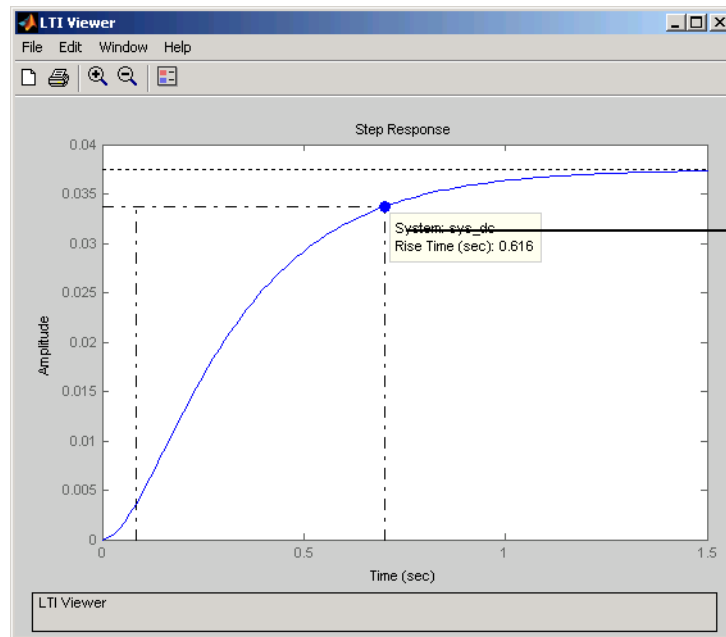 LTI Viewer
File Edit Window Help
Step Response
0.04
0.035
0.03
0.025
0.02
0.015
0.01
0.005
0
Amplitude
System: sys_dc
Rise Time (sec): 0.616
0 0.5 1 1.5
Time (sec)
LTI Viewer